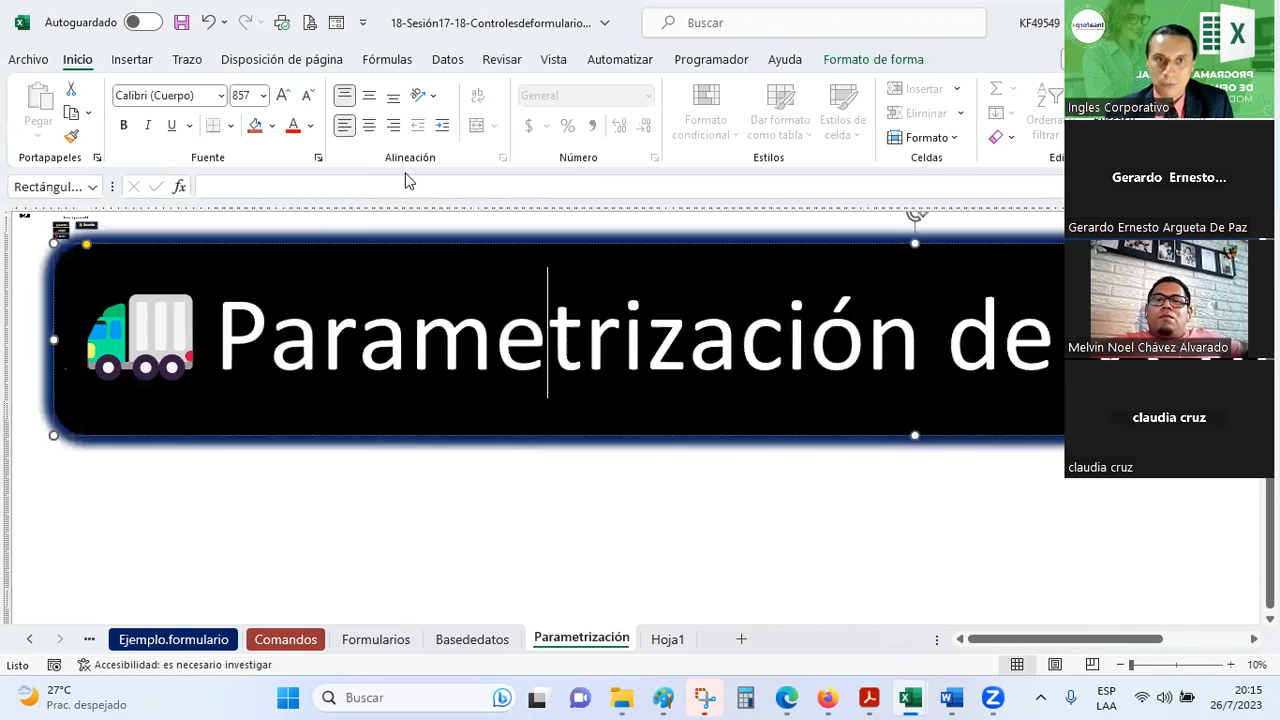 Autoguardado
18-Sesión17-18-Controlesdeformulario...
Buscar
KF49549
Archivo Inicio Insertar Trazo Disposición de página Fórmulas Datos Revisar Vista Automatizar Programador Ayuda Formato de forma
Pegar
Calibri (Cuerpo) 857
General
Formato condicional
Dar formato como tabla
Estilos de celda
Insertar
Eliminar
Formato
Portapapeles Fuente Alineación Número Estilos Celdas
Rectángul...
Parametrización de
Ingles Corporativo
Gerardo Ernesto...
Gerardo Ernesto Argueta De Paz
Melvin Noel Chávez Alvarado
claudia cruz
claudia cruz
Ejemplo.formulario Comandos Formularios Basededatos Parametrización Hoja1
Listo
Accesibilidad: es necesario investigar
10%
27°C
rac. despejado
Buscar
ESP
LAA
20:15
26/7/2023